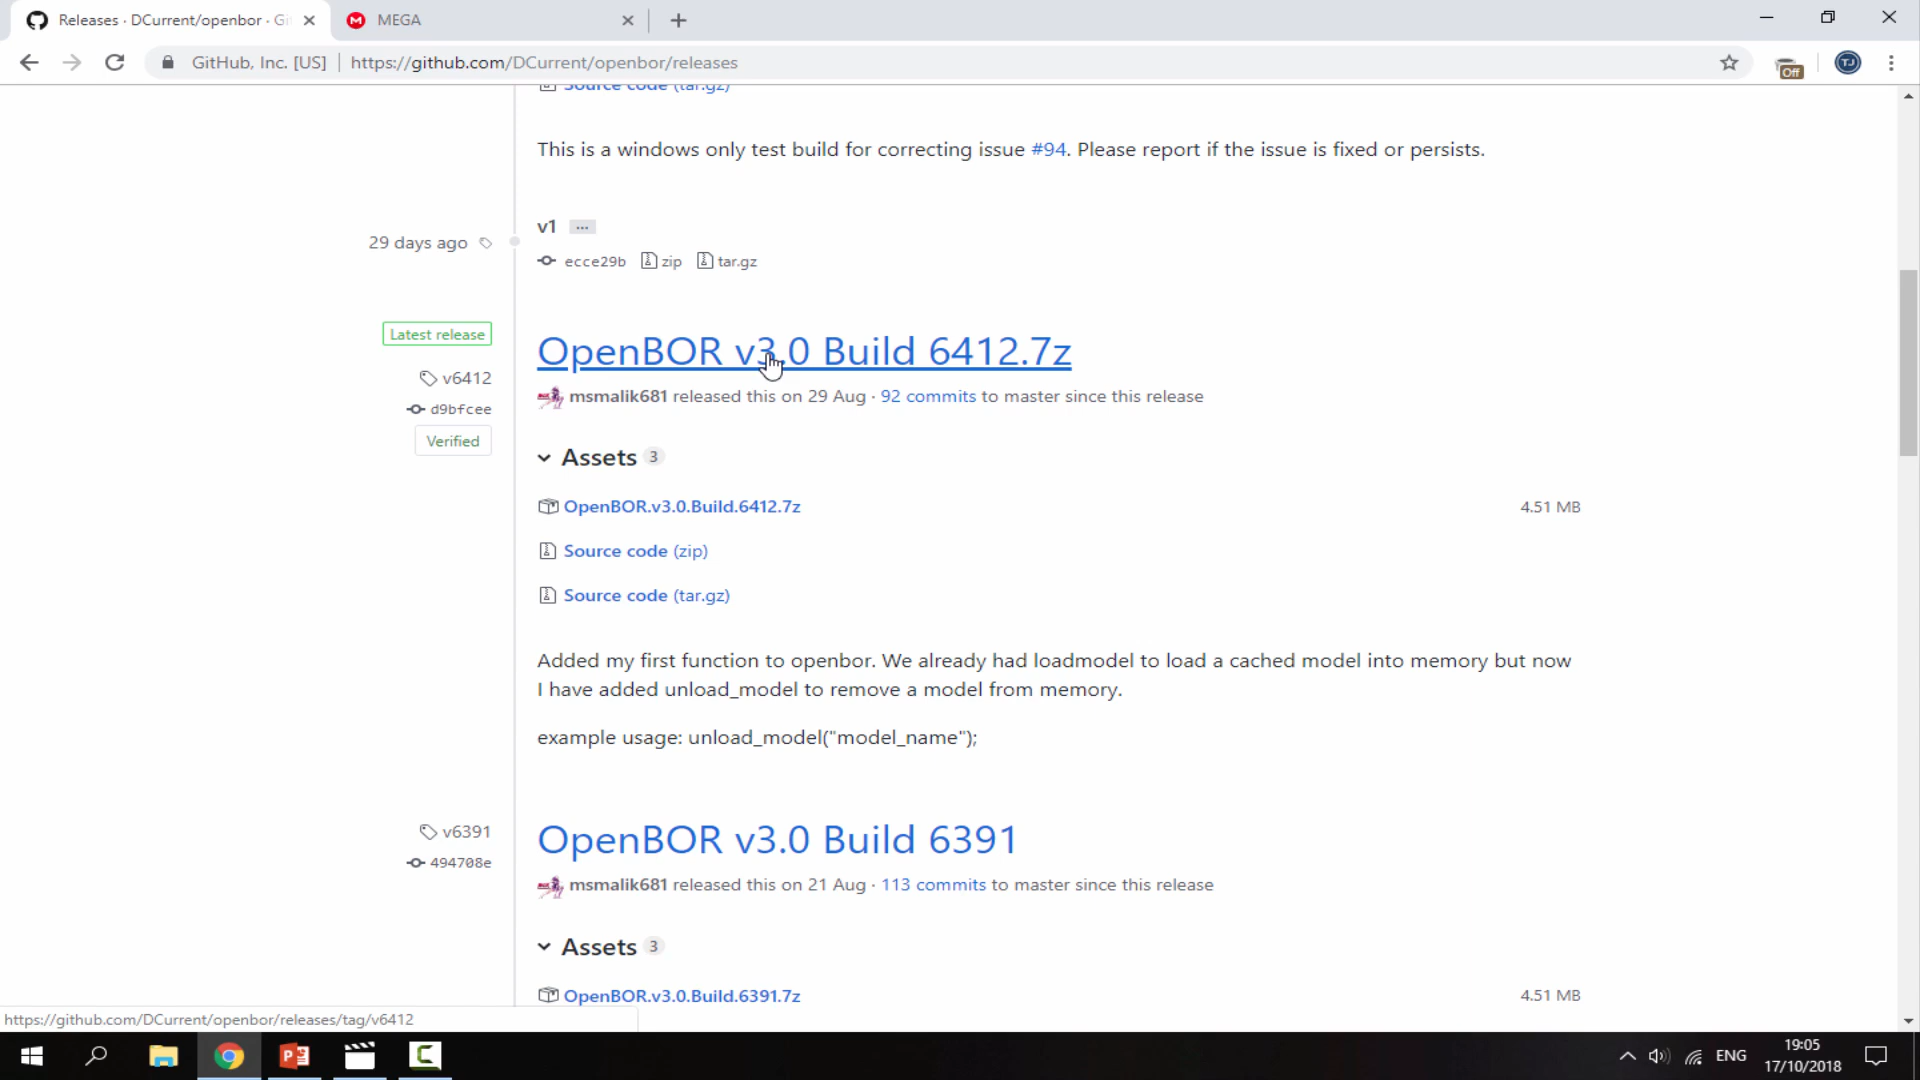 Releases · DCurrent/openbor · Gi
MEGA
GitHub, Inc. [US] https://github.com/DCurrent/openbor/releases
Off
TJ
Source code (tar.gz)
This is a windows only test build for correcting issue #94. Please report if the issue is fixed or persists.
29 days ago
v1 ...
ecce29b zip tar.gz
Latest release
v6412
d9bfcee
Verified
OpenBOR v3.0 Build 6412.7z
msmalik681 released this on 29 Aug · 92 commits to master since this release
Assets 3
OpenBOR.v3.0.Build.6412.7z 4.51 MB
Source code (zip)
Source code (tar.gz)
Added my first function to openbor. We already had loadmodel to load a cached model into memory but now
I have added unload_model to remove a model from memory.
example usage: unload_model("model_name");
v6391
494708e
OpenBOR v3.0 Build 6391
msmalik681 released this on 21 Aug · 113 commits to master since this release
Assets 3
OpenBOR.v3.0.Build.6391.7z 4.51 MB
https://github.com/DCurrent/openbor/releases/tag/v6412
ENG
19:05
17/10/2018